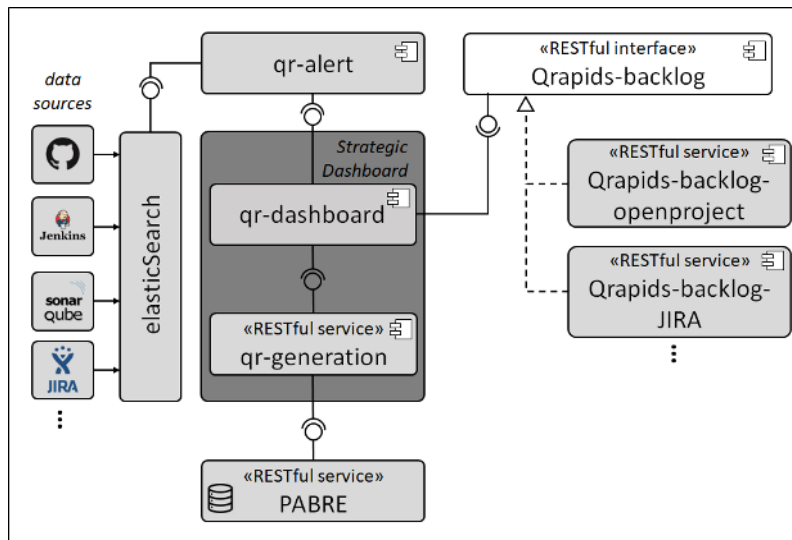 data
sources
Jenkins
sonar
qube
JIRA
elasticSearch
qr-alert
Strategic
Dashboard
qr-dashboard
«RESTful service»
qr-generation
«RESTful service»
PABRE
«RESTful interface»
Qrapids-backlog
«RESTful service»
Qrapids-backlog-
openproject
«RESTful service»
Qrapids-backlog-
JIRA